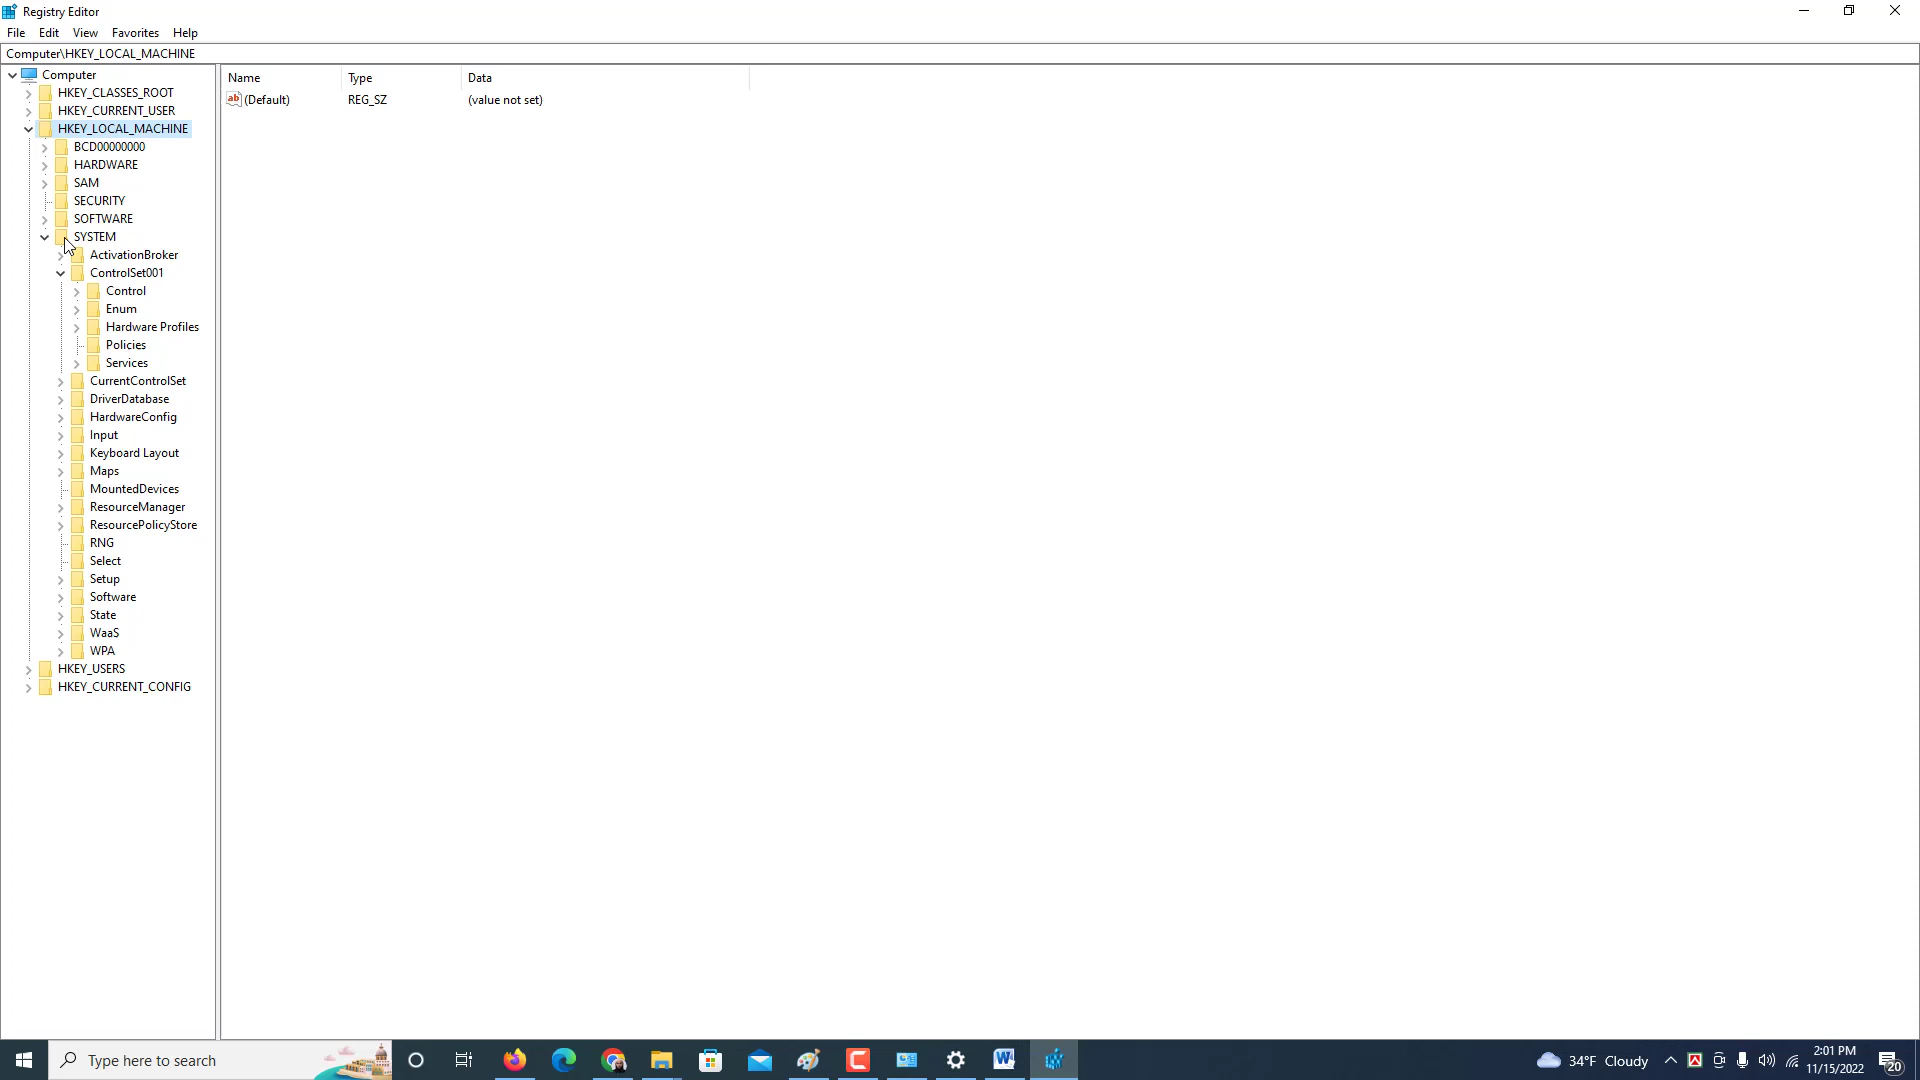 Registry Editor
File Edit View Favorites Help
Computer\HKEY_LOCAL_MACHINE
Computer
HKEY_CLASSES_ROOT
HKEY_CURRENT_USER
HKEY_LOCAL_MACHINE
BCD00000000
HARDWARE
SAM
SECURITY
SOFTWARE
SYSTEM
ActivationBroker
ControlSet001
Control
Enum
Hardware Profiles
Policies
Services
CurrentControlSet
DriverDatabase
HardwareConfig
Input
Keyboard Layout
Maps
MountedDevices
ResourceManager
ResourcePolicyStore
RNG
Select
Setup
Software
State
WaaS
WPA
HKEY_USERS
HKEY_CURRENT_CONFIG
Name Type Data
ab (Default) REG_SZ (value not set)
Type here to search
34°F Cloudy
2:01 PM
11/15/2022
20